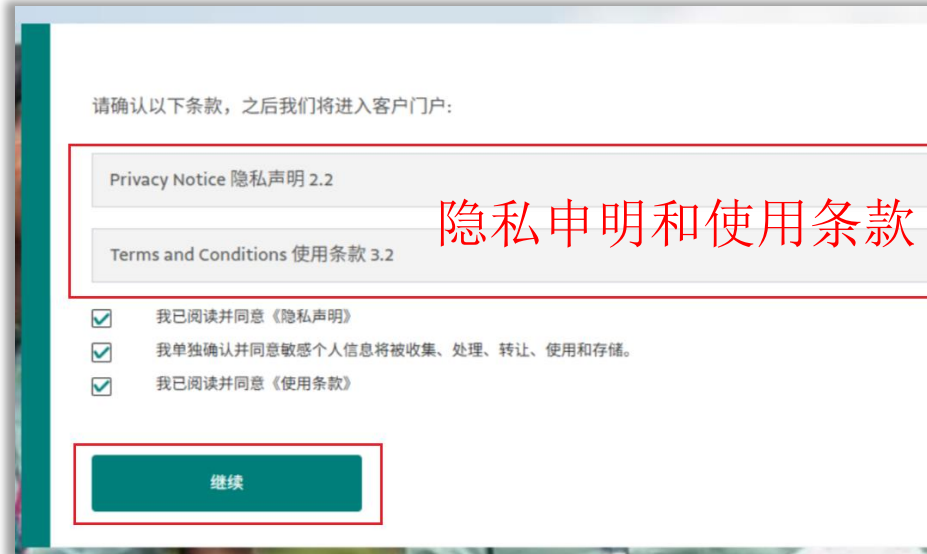 请确认以下条款，之后我们将进入客户门户:
Privacy Notice 隐私声明 2.2
隐私申明和使用条款
Terms and Conditions 使用条款 3.2
我已阅读并同意《隐私声明》
我单独确认并同意敏感个人信息将被收集、处理、转让、使用和存储。
我已阅读并同意《使用条款》
继续